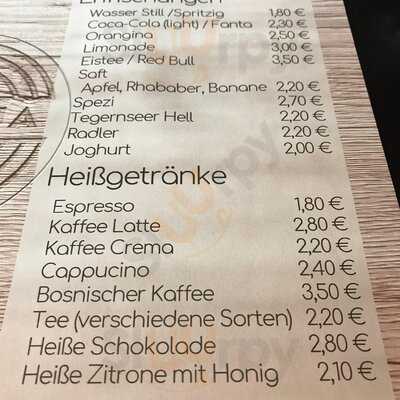 Erfrischungen
Wasser Still /Spritzig 1,80 €
Coca-Cola (light) / Fanta 2,30 €
Orangina 2,50 €
Limonade 3,00 €
Eistee / Red Bull 3,50 €
Saft
Apfel, Rhababer, Banane 2,20 €
Spezi 2,70 €
Tegernseer Hell 2,20 €
Radler 2,20 €
Joghurt 2,00 €
Heißgetränke
Espresso 1,80 €
Kaffee Latte 2,80 €
Kaffee Crema 2,20 €
Cappucino 2,40 €
Bosnischer Kaffee 3,50 €
Tee (verschiedene Sorten) 2,20 €
Heiße Schokolade 2,80 €
Heiße Zitrone mit Honig 2,10 €